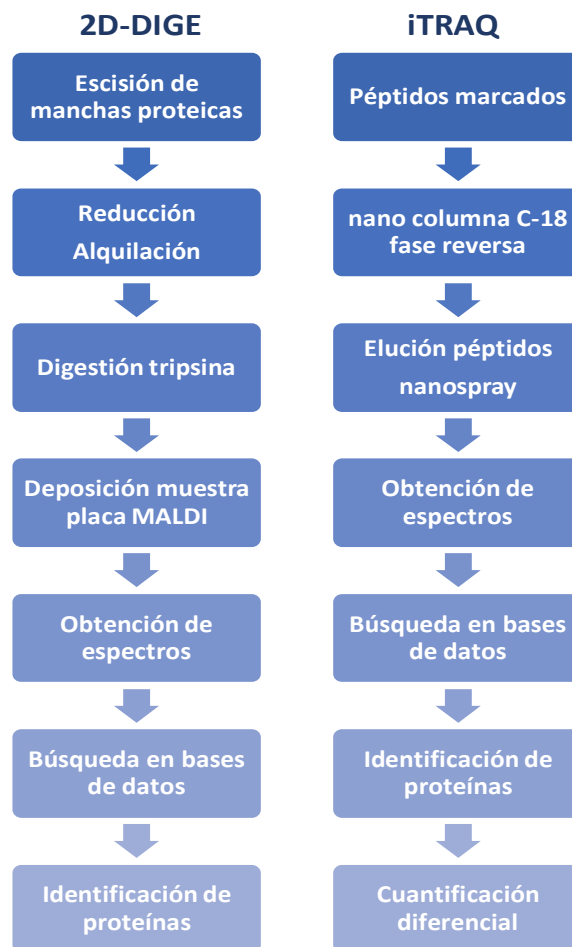 2D-DIGE
Escisión de
manchas proteicas
Reducción
Alquilación
Digestión tripsina
Deposición muestra
placa MALDI
Obtención de
espectros
Búsqueda en bases
de datos
Identificación de
proteínas
iTRAQ
Péptidos marcados
nano columna C-18
fase reversa
Elución péptidos
nanospray
Obtención de
espectros
Búsqueda en bases
de datos
Identificación de
proteínas
Cuantificación
diferencial